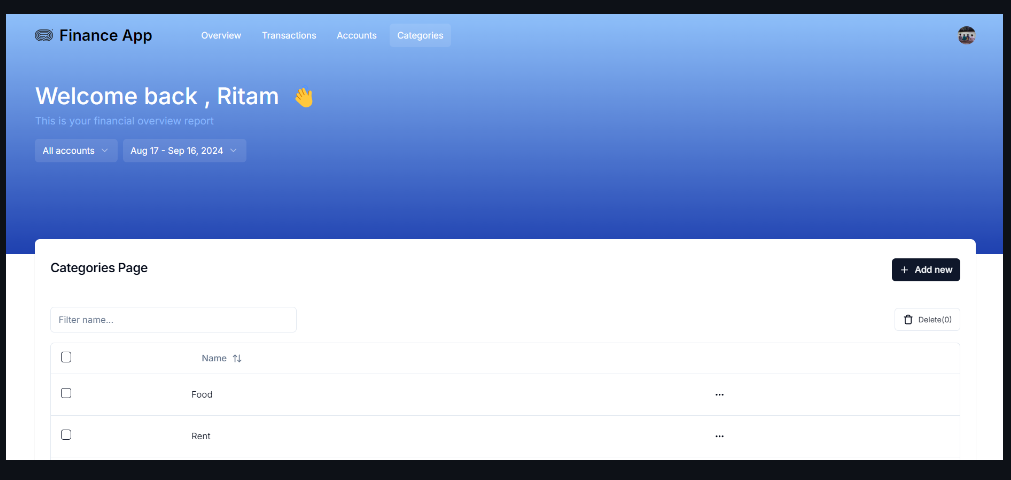 Finance App Overview Transactions Accounts Categories
Welcome back , Ritam 👋
This is your financial overview report
All accounts Aug 17 - Sep 16, 2024
Categories Page + Add new
Filter name... Delete(0)
Name
Food ...
Rent ...